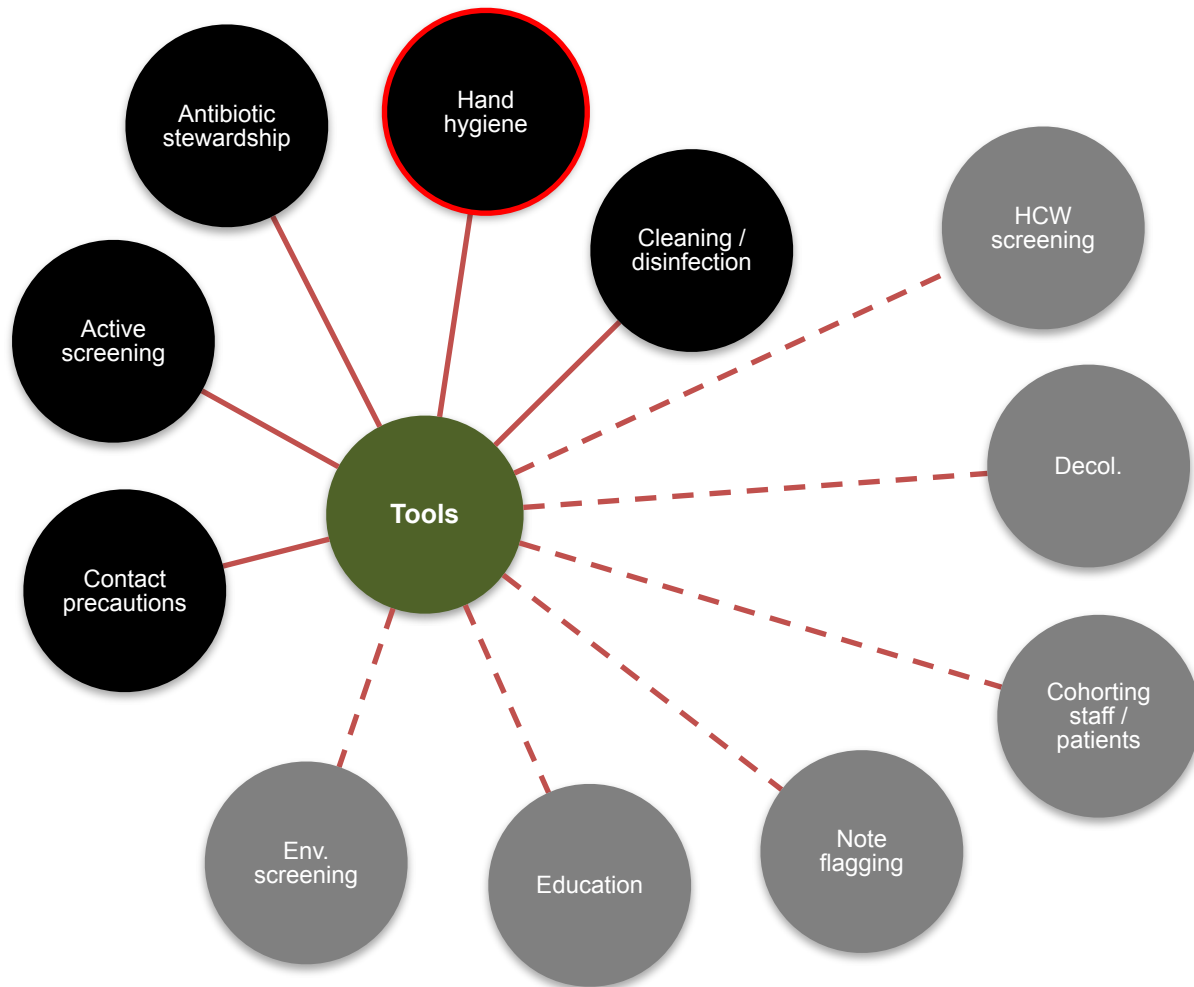 Hand
hygiene
Antibiotic
stewardship
Cleaning /
disinfection
HCW
screening
Active
screening
Decol.
Tools
Contact
precautions
Cohorting
staff /
patients
Env.
screening
Education
Note
flagging